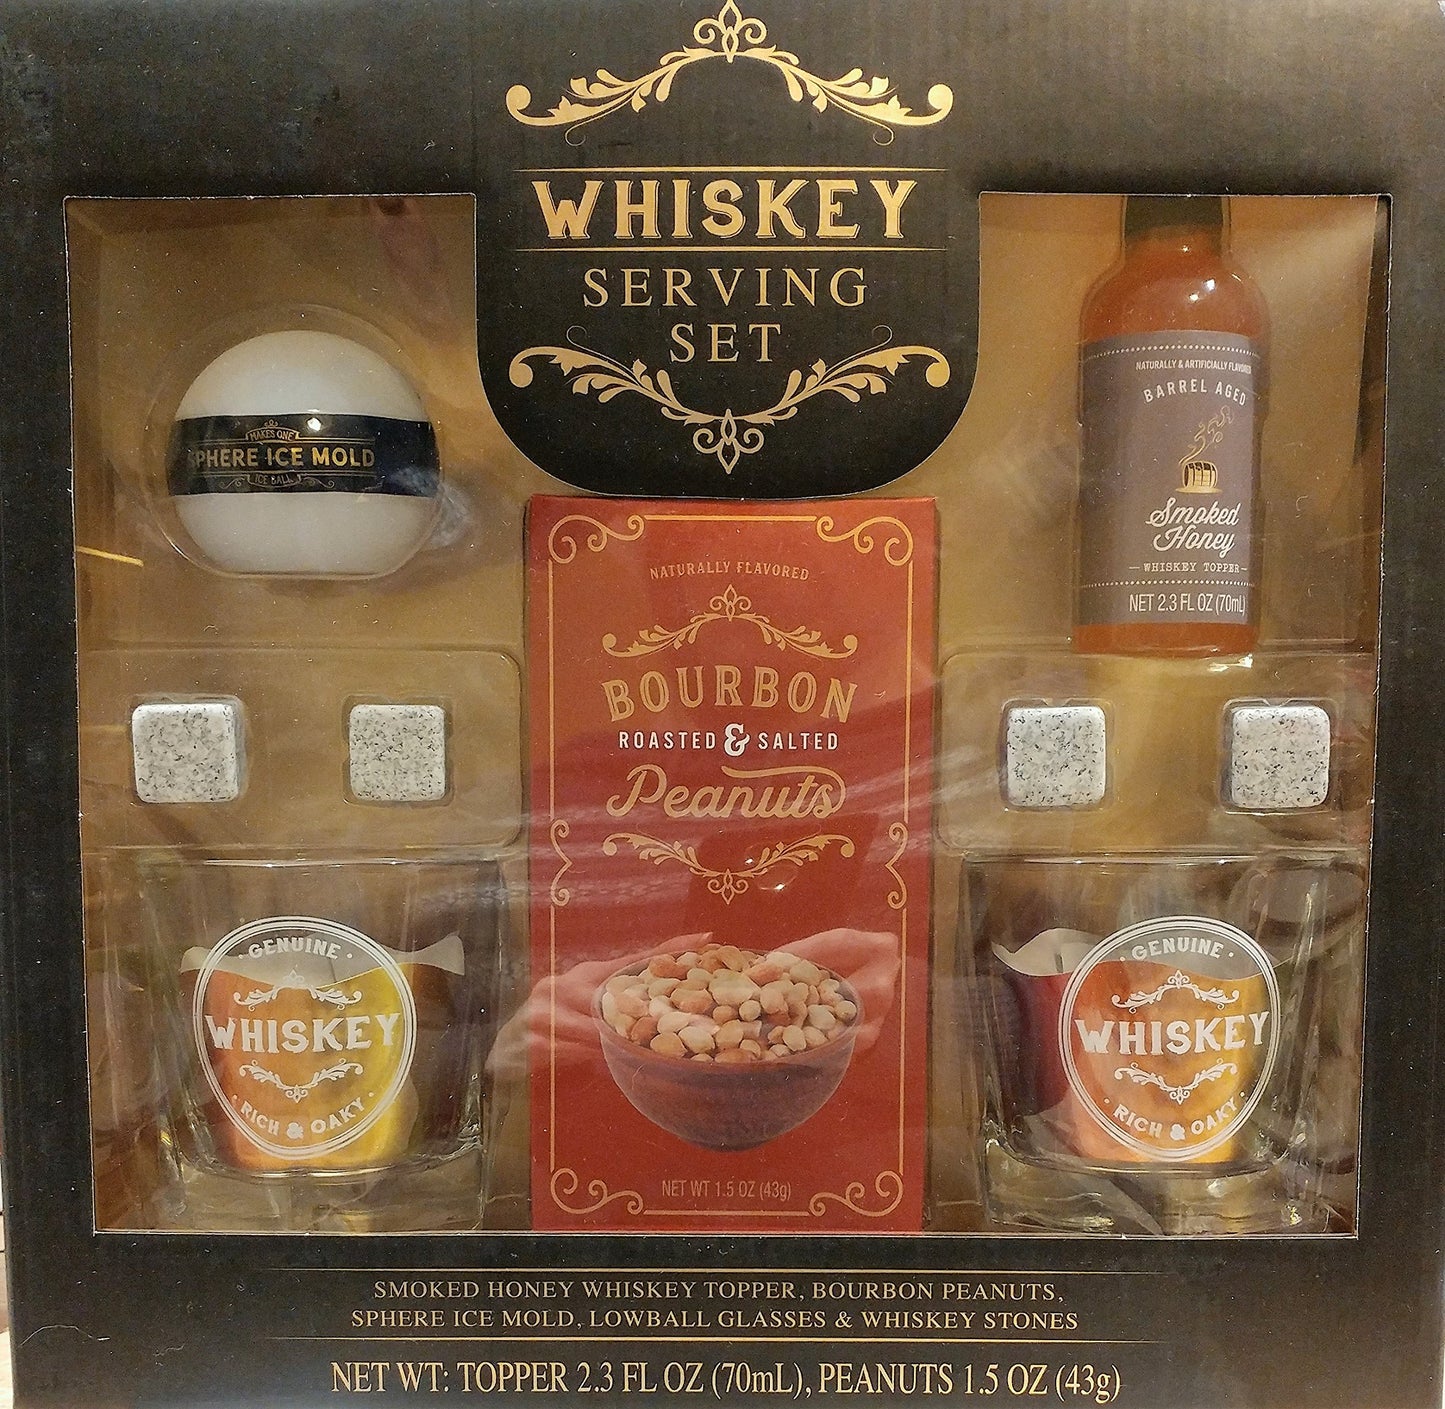 WHISKEY
SERVING
SET
MAKES ONE
SPHERE ICE MOLD
ICE BALL
NATURALLY & ARTIFICIALLY FLAVORED
BARREL AGED
Smoked
Honey
WHISKEY TOPPER
NET 2.3 FL OZ (70mL)
NATURALLY FLAVORED
BOURBON
ROASTED & SALTED
Peanuts
NET WT 1.5 OZ (43g)
GENUINE
WHISKEY
RICH & OAKY
GENUINE
WHISKEY
RICH & OAKY
SMOKED HONEY WHISKEY TOPPER, BOURBON PEANUTS,
SPHERE ICE MOLD, LOWBALL GLASSES & WHISKEY STONES
NET WT: TOPPER 2.3 FL OZ (70mL), PEANUTS 1.5 OZ (43g)